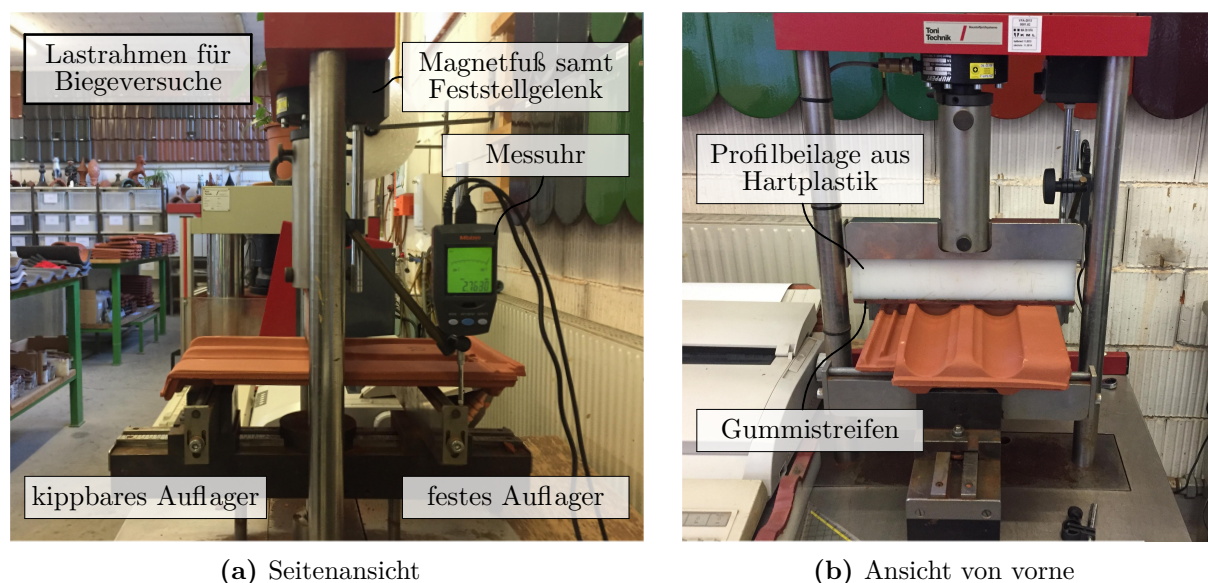 Lastrahmen für
Biegeversuche
Magnetfuß samt
Feststellgelenk
Messuhr
kippbares Auflager
festes Auflager
(a) Seitenansicht
Toni
Technik
Profilbeilage aus
Hartplastik
Gummistreifen
(b) Ansicht von vorne